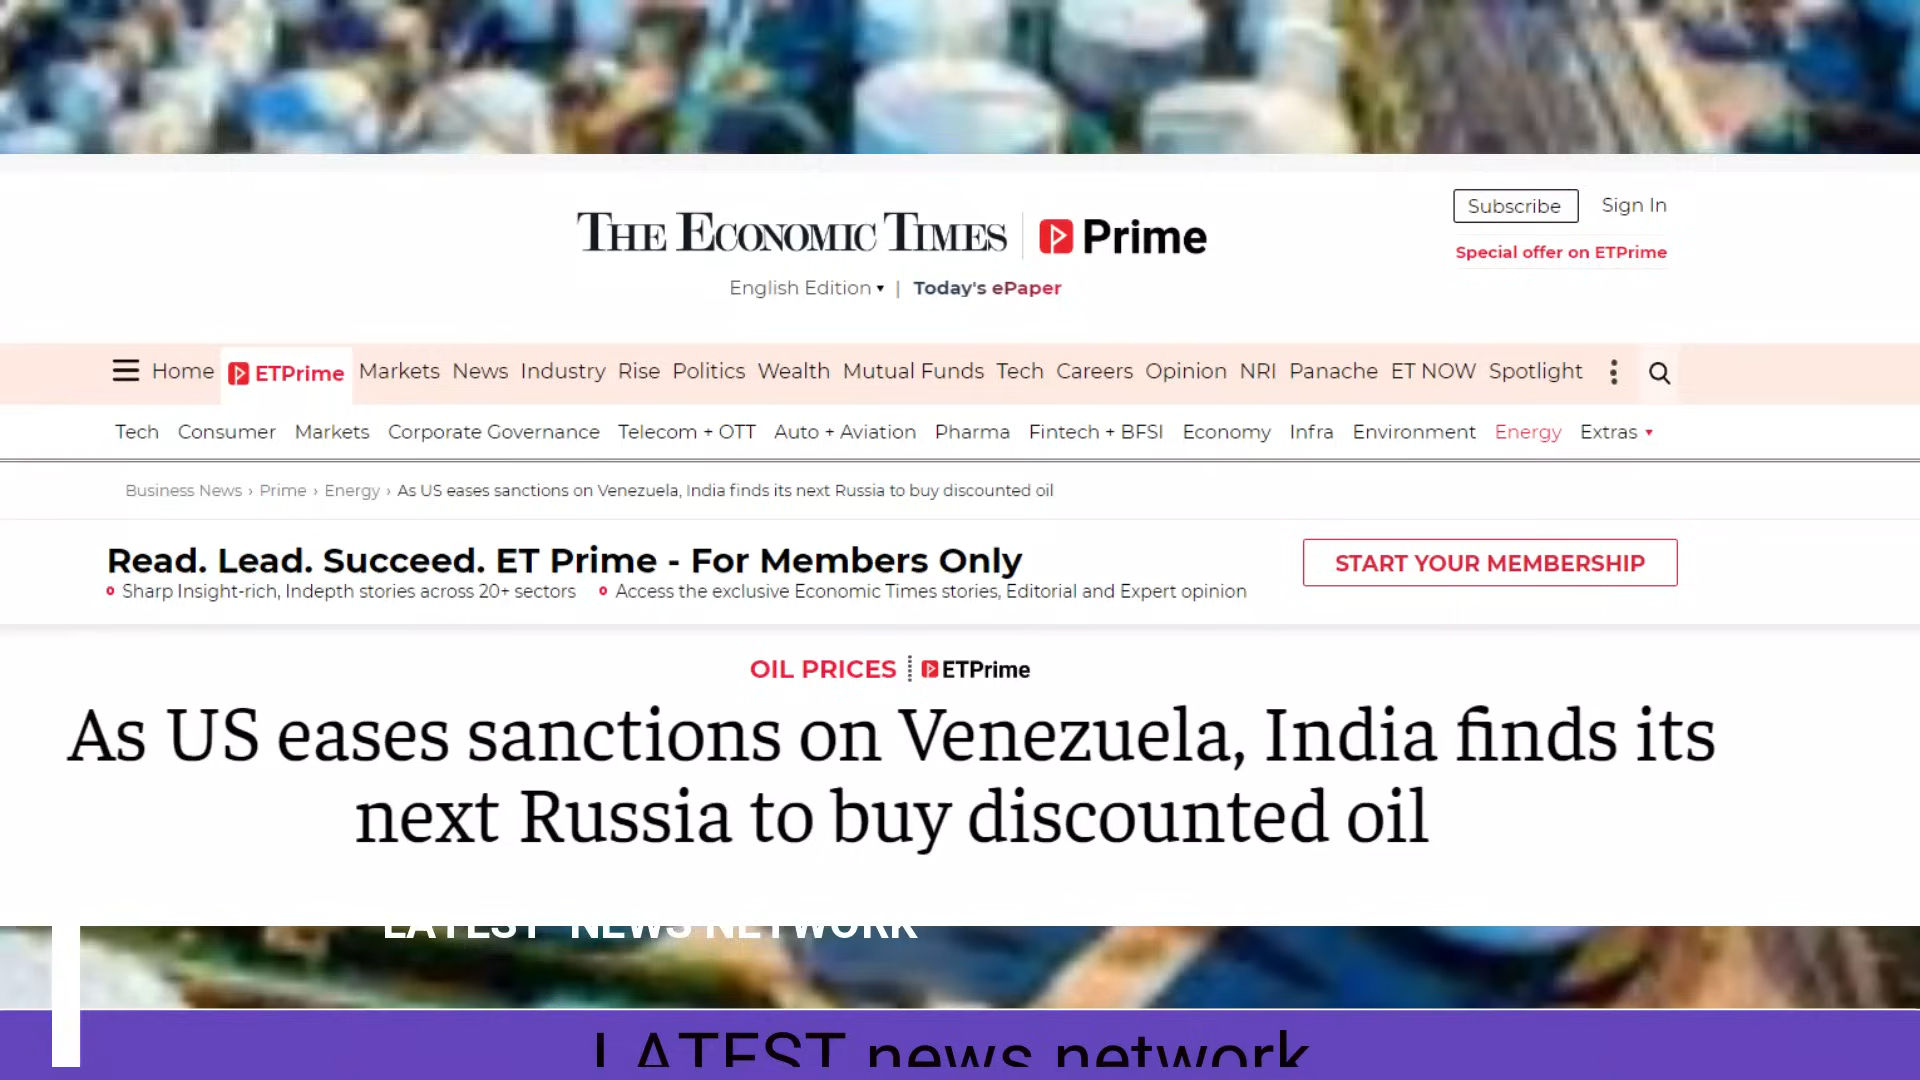 THE ECONOMIC TIMES | Prime
Subscribe Sign In
Special offer on ETPrime
English Edition ▾ | Today's ePaper
Home ETPrime Markets News Industry Rise Politics Wealth Mutual Funds Tech Careers Opinion NRI Panache ET NOW Spotlight
Tech Consumer Markets Corporate Governance Telecom + OTT Auto + Aviation Pharma Fintech + BFSI Economy Infra Environment Energy Extras ▾
Business News › Prime › Energy › As US eases sanctions on Venezuela, India finds its next Russia to buy discounted oil
Read. Lead. Succeed. ET Prime - For Members Only
Sharp Insight-rich, Indepth stories across 20+ sectors Access the exclusive Economic Times stories, Editorial and Expert opinion
START YOUR MEMBERSHIP
OIL PRICES ETPrime
As US eases sanctions on Venezuela, India finds its
next Russia to buy discounted oil
LATEST NEWS NETWORK
LATEST news network